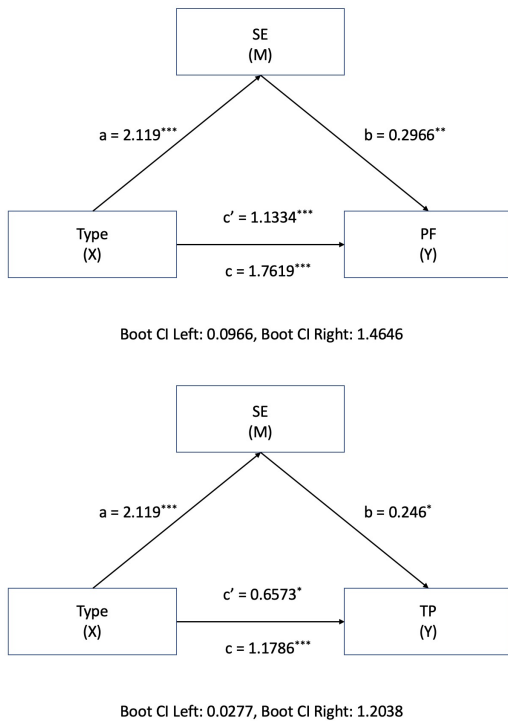 SE
(M)
a = 2.119***
b = 0.2966**
Type
(X)
c’ = 1.1334***
c = 1.7619***
PF
(Y)
Boot CI Left: 0.0966, Boot CI Right: 1.4646
SE
(M)
a = 2.119***
b = 0.246*
Type
(X)
c’ = 0.6573*
c = 1.1786***
TP
(Y)
Boot CI Left: 0.0277, Boot CI Right: 1.2038